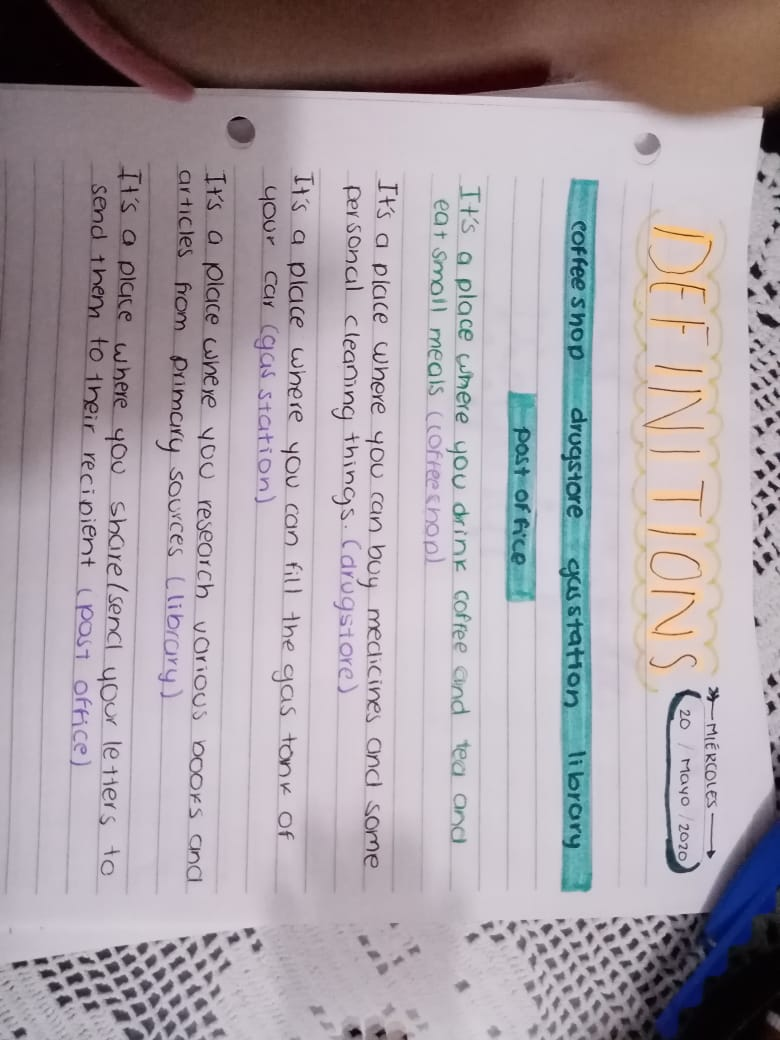 DEFINITIONS
MIÉRCOLES
20 / Mayo / 2020
coffee shop drugstore gas station library
post office
It's a place where you drink coffee and tea and
eat small meals (coffee shop)
It's a place where you can buy medicines and some
personal cleaning things. (drugstore)
It's a place where you can fill the gas tank of
your car (gas station)
It's a place where you research various books and
articles from primary sources (library)
It's a place where you share/send your letters to
send them to their recipient (post office)